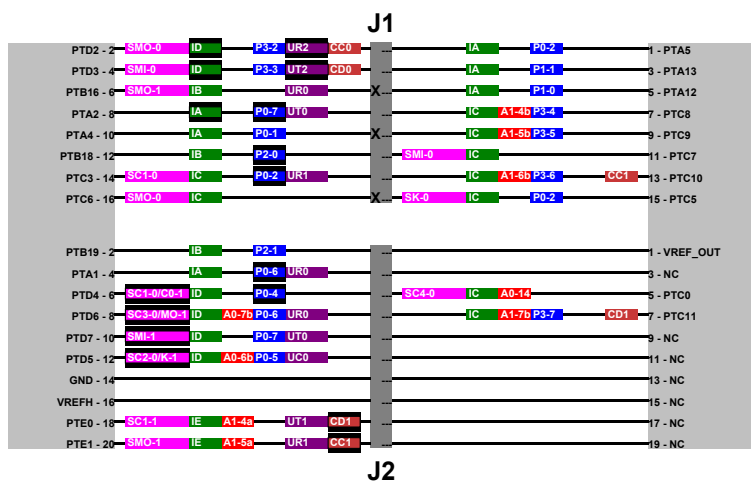 J1
PTD2 - 2 SMO-0 ID P3-2 UR2 CC0 --- IA P0-2 1 - PTA5
PTD3 - 4 SMI-0 ID P3-3 UT2 CD0 --- IA P1-1 3 - PTA13
PTB16 - 6 SMO-1 IB UR0 X--- IA P1-0 5 - PTA12
PTA2 - 8 IA P0-7 UT0 --- IC A1-4b P3-4 7 - PTC8
PTA4 - 10 IA P0-1 X--- IC A1-5b P3-5 9 - PTC9
PTB18 - 12 IB P2-0 --- SMI-0 IC 11 - PTC7
PTC3 - 14 SC1-0 IC P0-2 UR1 --- IC A1-6b P3-6 CC1 13 - PTC10
PTC6 - 16 SMO-0 IC X--- SK-0 IC P0-2 15 - PTC5
PTB19 - 2 IB P2-1 --- 1 - VREF_OUT
PTA1 - 4 IA P0-6 UR0 --- 3 - NC
PTD4 - 6 SC1-0/C0-1 ID P0-4 --- SC4-0 IC A0-14 5 - PTC0
PTD6 - 8 SC3-0/MO-1 ID A0-7b P0-6 UR0 --- IC A1-7b P3-7 CD1 7 - PTC11
PTD7 - 10 SMI-1 ID P0-7 UT0 --- 9 - NC
PTD5 - 12 SC2-0/K-1 ID A0-6b P0-5 UC0 --- 11 - NC
GND - 14 --- 13 - NC
VREFH - 16 --- 15 - NC
PTE0 - 18 SC1-1 IE A1-4a UT1 CD1 --- 17 - NC
PTE1 - 20 SMO-1 IE A1-5a UR1 CC1 --- 19 - NC
J2